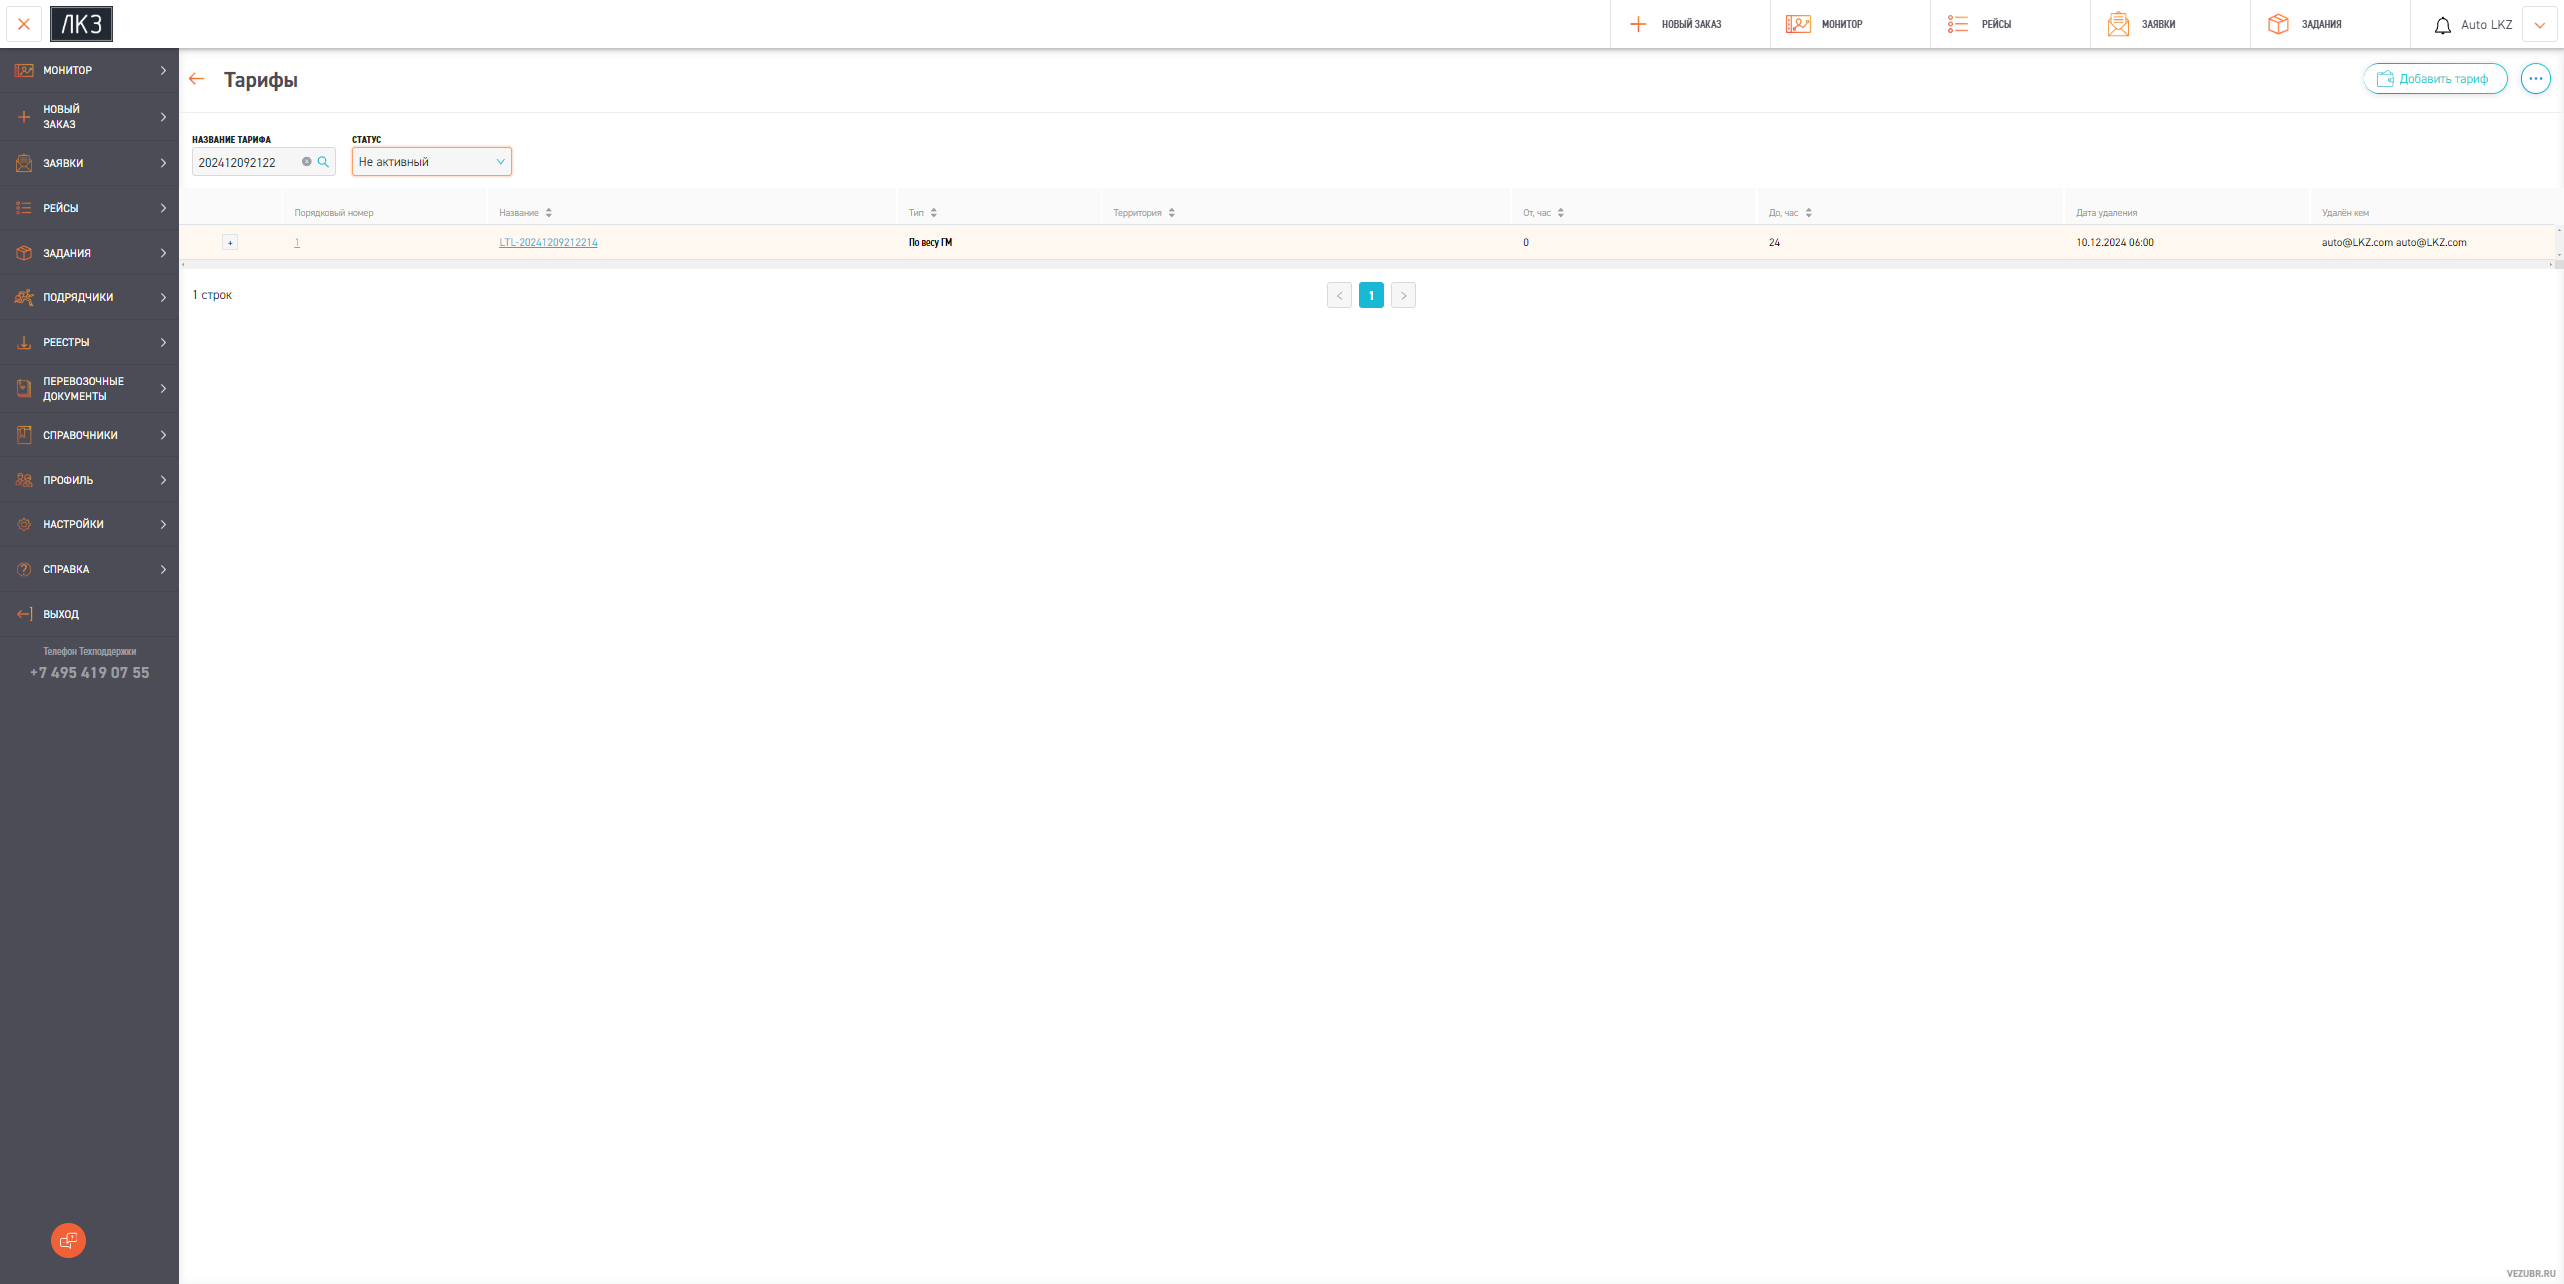 ЛКЗ
НОВЫЙ ЗАКАЗ
МОНИТОР
РЕЙСЫ
ЗАЯВКИ
ЗАДАНИЯ
Auto LKZ
МОНИТОР
НОВЫЙ
ЗАКАЗ
ЗАЯВКИ
РЕЙСЫ
ЗАДАНИЯ
ПОДРЯДЧИКИ
РЕЕСТРЫ
ПЕРЕВОЗОЧНЫЕ
ДОКУМЕНТЫ
СПРАВОЧНИКИ
ПРОФИЛЬ
НАСТРОЙКИ
СПРАВКА
ВЫХОД
Телефон Техподдержки
+7 495 419 07 55
Тарифы
Добавить тариф
НАЗВАНИЕ ТАРИФА СТАТУС
202412092122 Не активный
Порядковый номер Название Тип Территория От, час До, час Дата удаления Удалён кем
+ 1 LTL-20241209212214 По весу ГМ 0 24 10.12.2024 06:00 auto@LKZ.com auto@LKZ.com
1 строк
< 1 >
VEZUBR.RU